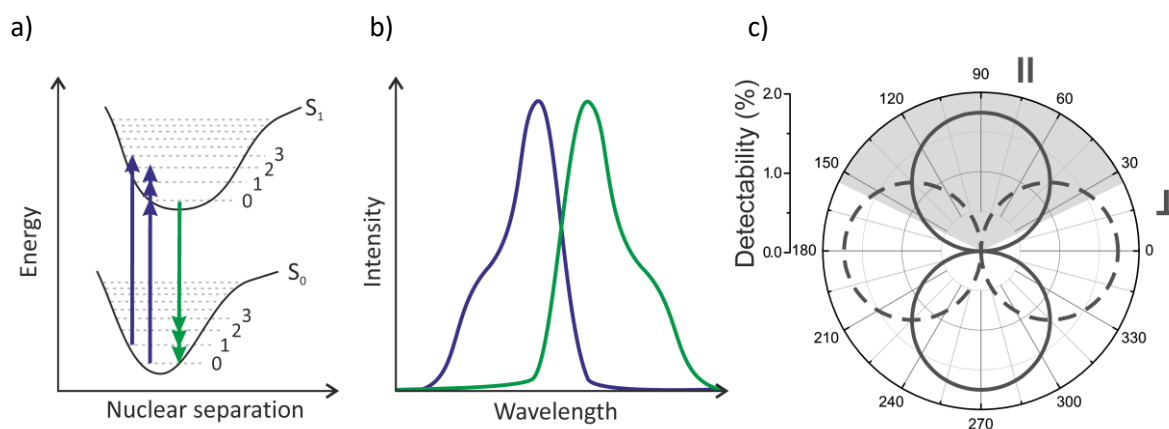 a)
Energy
S1
3
2
1
0
S0
3
2
1
0
Nuclear separation
b)
Intensity
Wavelength
c)
Detectability (%)
2.0
1.0
0.0
90
60
30
0
330
300
270
240
210
180
150
120
||
⊥